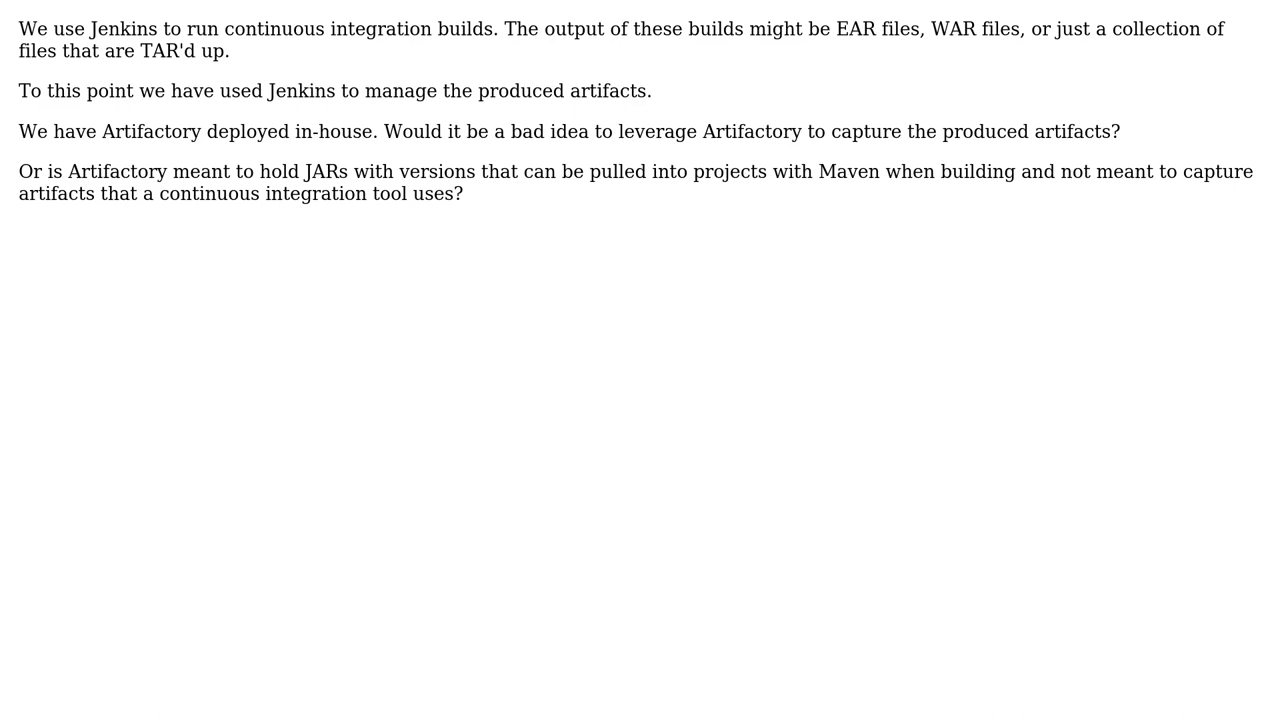 We use Jenkins to run continuous integration builds. The output of these builds might be EAR files, WAR files, or just a collection of
files that are TAR'd up.
To this point we have used Jenkins to manage the produced artifacts.
We have Artifactory deployed in-house. Would it be a bad idea to leverage Artifactory to capture the produced artifacts?
Or is Artifactory meant to hold JARs with versions that can be pulled into projects with Maven when building and not meant to capture
artifacts that a continuous integration tool uses?